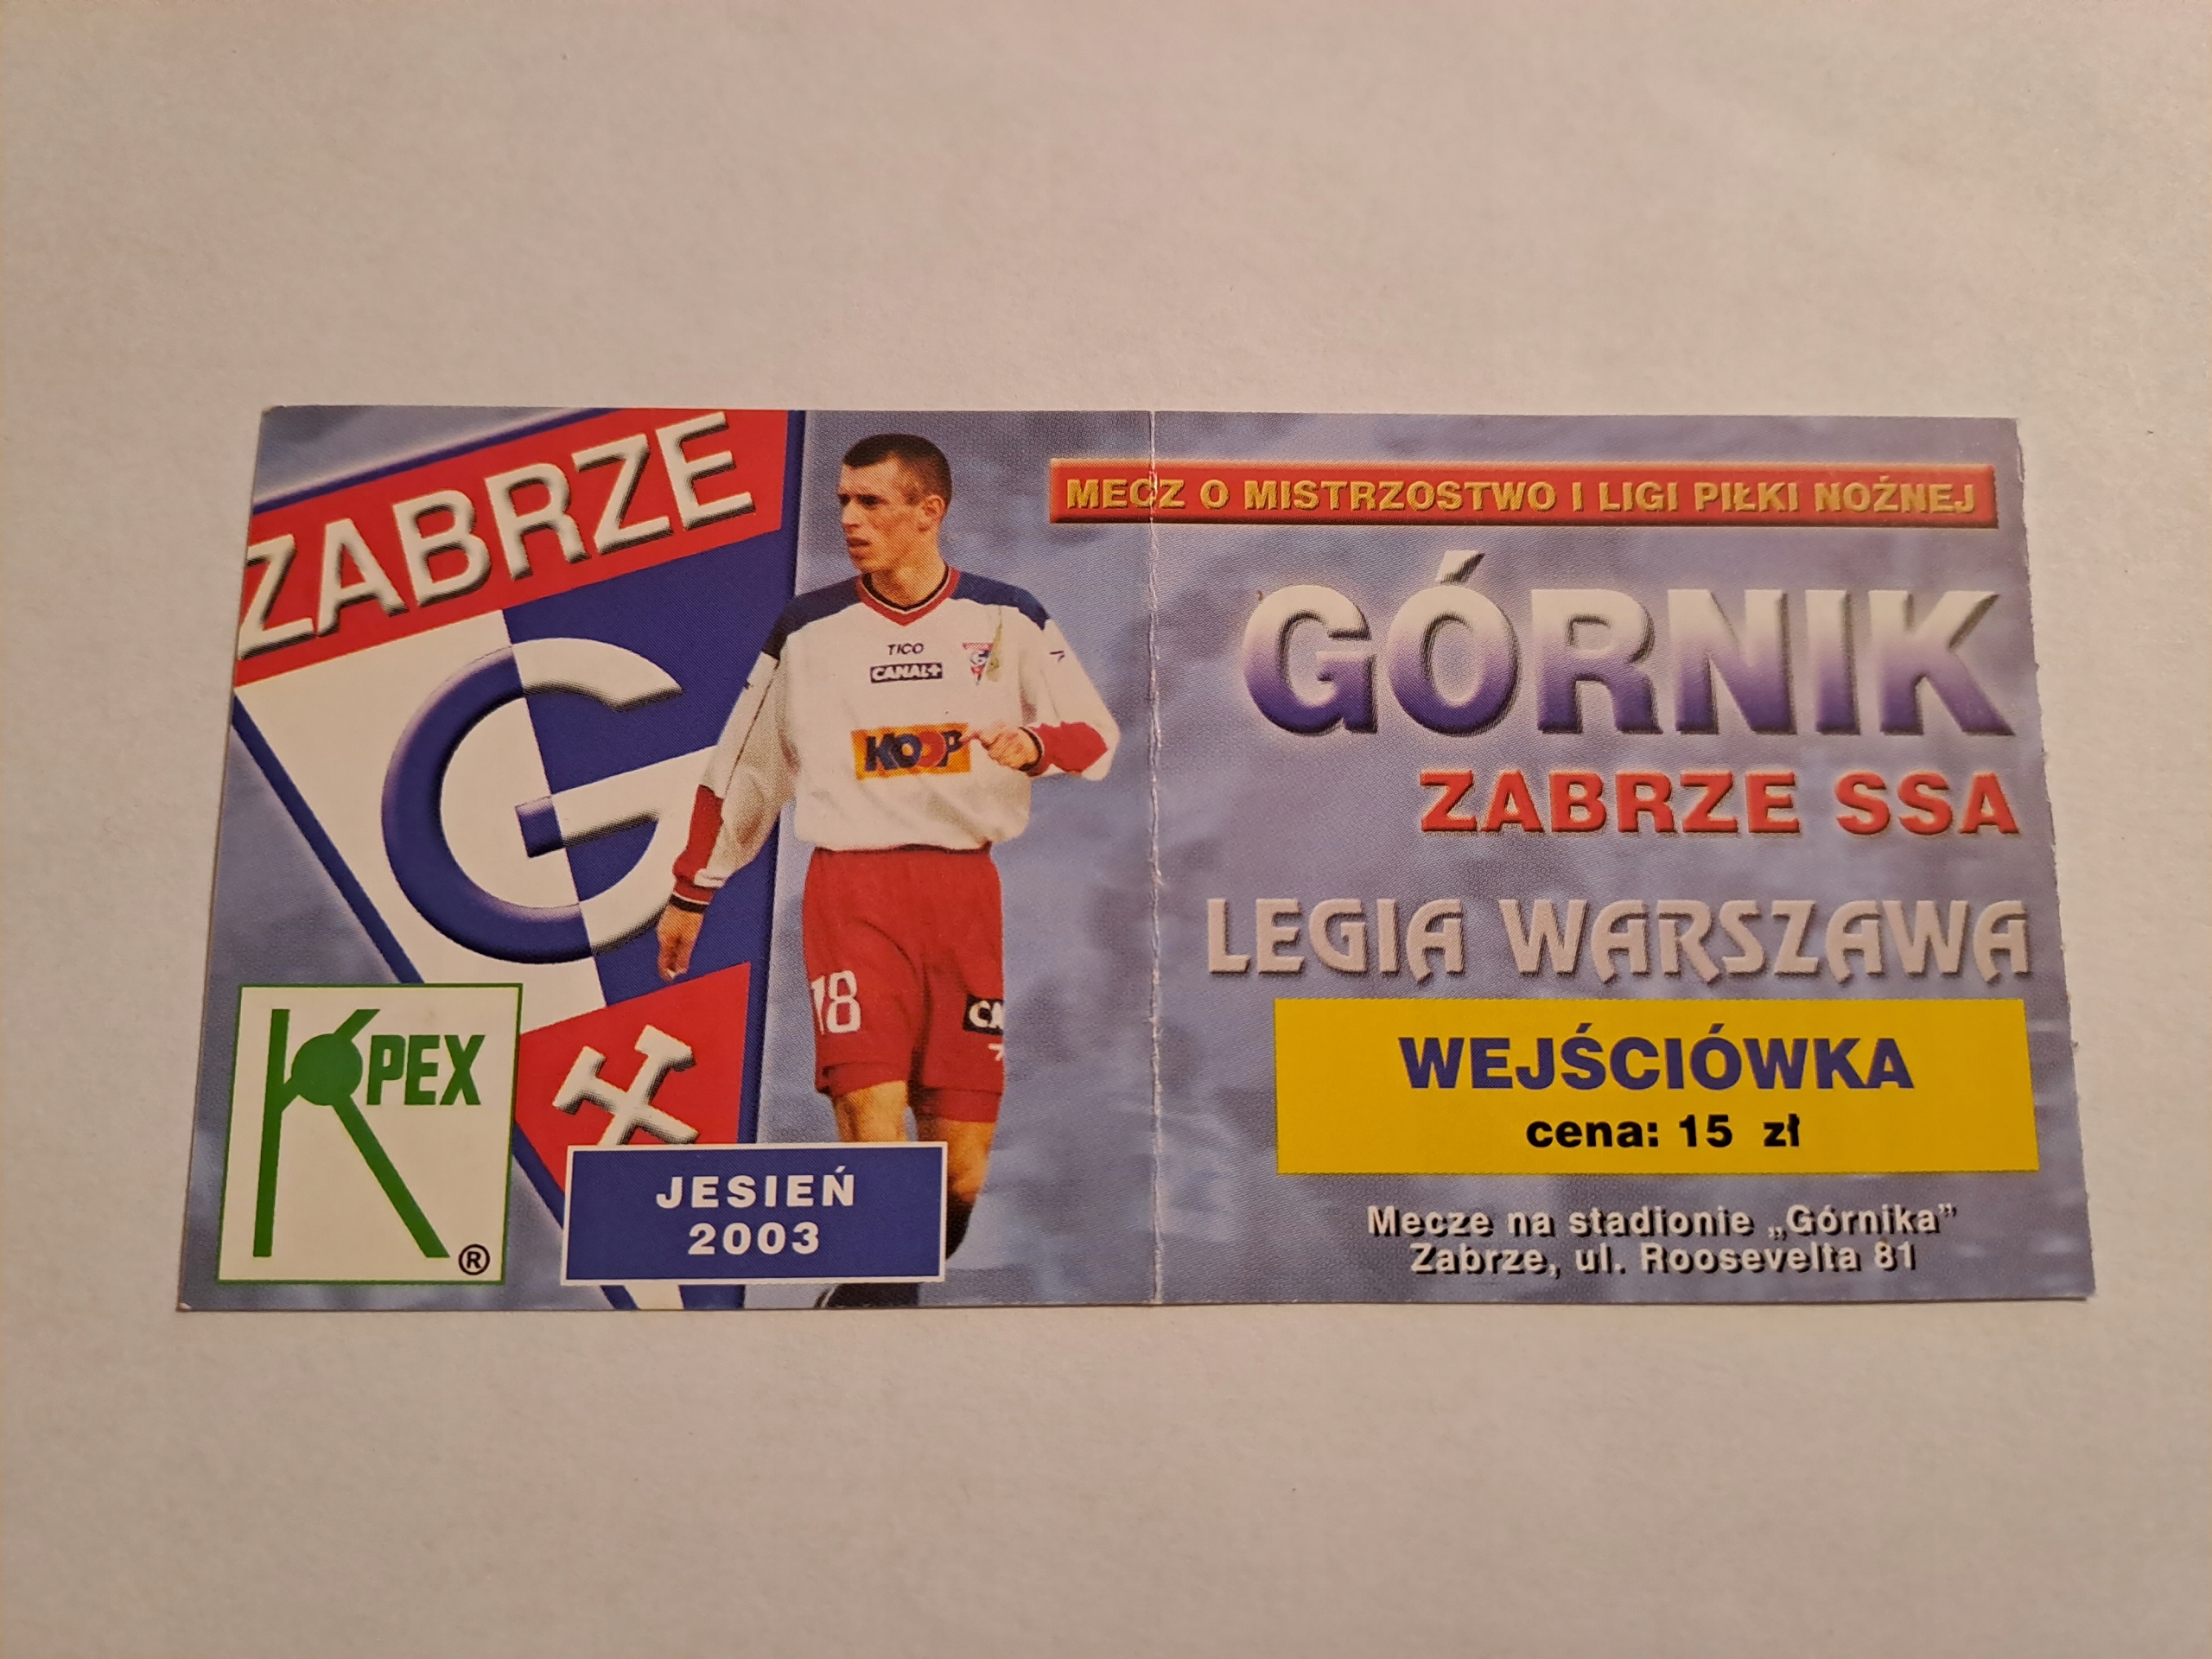 ZABRZE
G
TICO
CANAL+
G
KOOP
18
KOPEX
®
JESIEŃ
2003
MECZ O MISTRZOSTWO I LIGI PIŁKI NOŻNEJ
GÓRNIK
ZABRZE SSA
LEGIA WARSZAWA
WEJŚCIÓWKA
cena: 15 zł
Mecze na stadionie „Górnika”
Zabrze, ul. Roosevelta 81